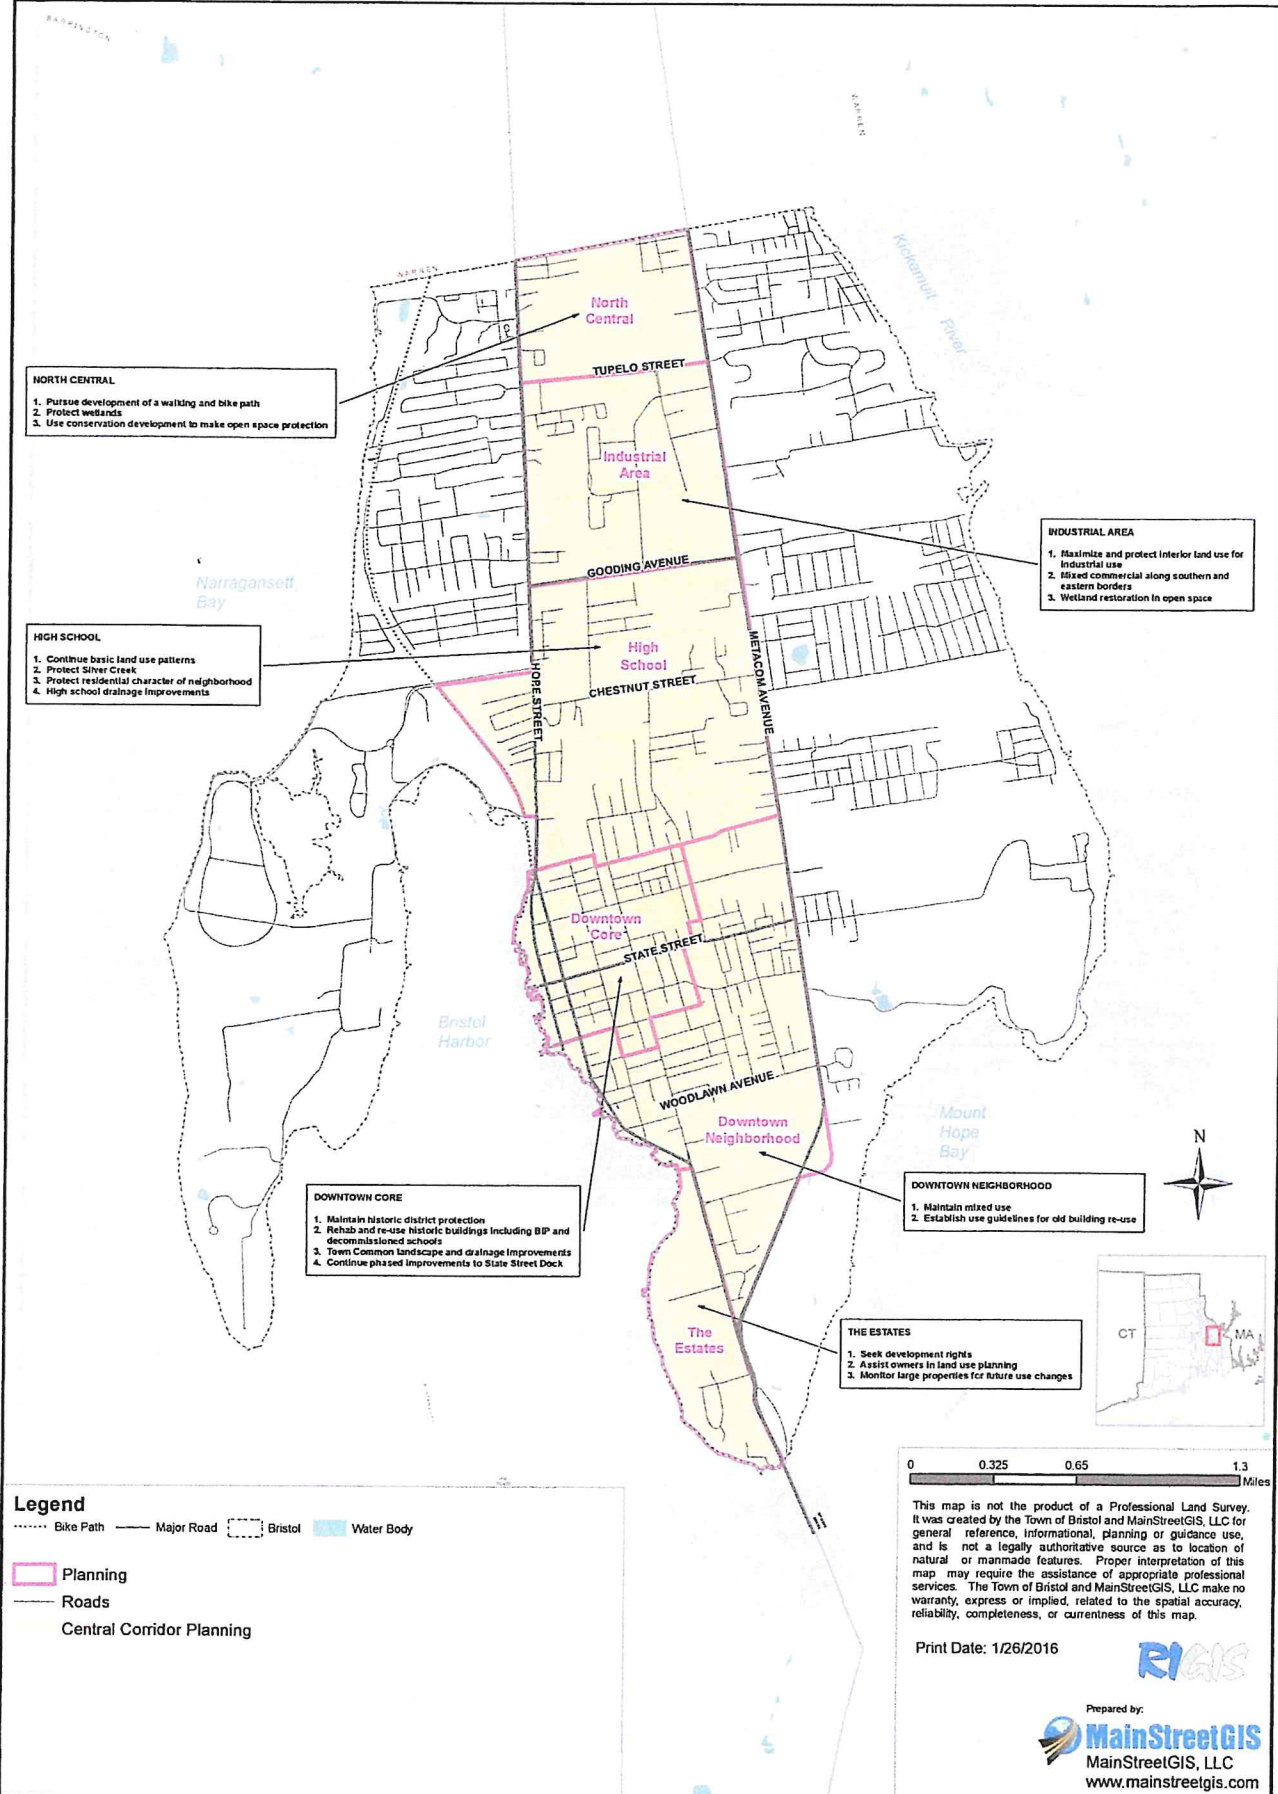 BARRINGTON
WARREN
WARREN
Kickamuit
River
North
Central
TUPELO STREET
NORTH CENTRAL
1. Pursue development of a walking and bike path
2. Protect wetlands
3. Use conservation development to make open space protection
Industrial
Area
INDUSTRIAL AREA
1. Maximize and protect interior land use for
industrial use
2. Mixed commercial along southern and
eastern borders
3. Wetland restoration in open space
GOODING AVENUE
Narragansett
Bay
HIGH SCHOOL
1. Continue basic land use patterns
2. Protect Silver Creek
3. Protect residential character of neighborhood
4. High school drainage improvements
High
School
CHESTNUT STREET
HOPE STREET
METACOM AVENUE
Downtown
Core
STATE STREET
Bristol
Harbor
WOODLAWN AVENUE
Downtown
Neighborhood
Mount
Hope
Bay
N
DOWNTOWN CORE
1. Maintain historic district protection
2. Rehab and re-use historic buildings including BIP and
decommissioned schools
3. Town Common landscape and drainage improvements
4. Continue phased improvements to State Street Dock
DOWNTOWN NEIGHBORHOOD
1. Maintain mixed use
2. Establish use guidelines for old building re-use
The
Estates
THE ESTATES
1. Seek development rights
2. Assist owners in land use planning
3. Monitor large properties for future use changes
CT
MA
0 0.325 0.65 1.3
Miles
Legend
Bike Path Major Road Bristol Water Body
Planning
Roads
Central Corridor Planning
This map is not the product of a Professional Land Survey.
It was created by the Town of Bristol and MainStreetGIS, LLC for
general reference, informational, planning or guidance use,
and is not a legally authoritative source as to location of
natural or manmade features. Proper interpretation of this
map may require the assistance of appropriate professional
services. The Town of Bristol and MainStreetGIS, LLC make no
warranty, express or implied, related to the spatial accuracy,
reliability, completeness, or currentness of this map.
Print Date: 1/26/2016
RIGIS
Prepared by:
MainStreetGIS
MainStreetGIS, LLC
www.mainstreetgis.com